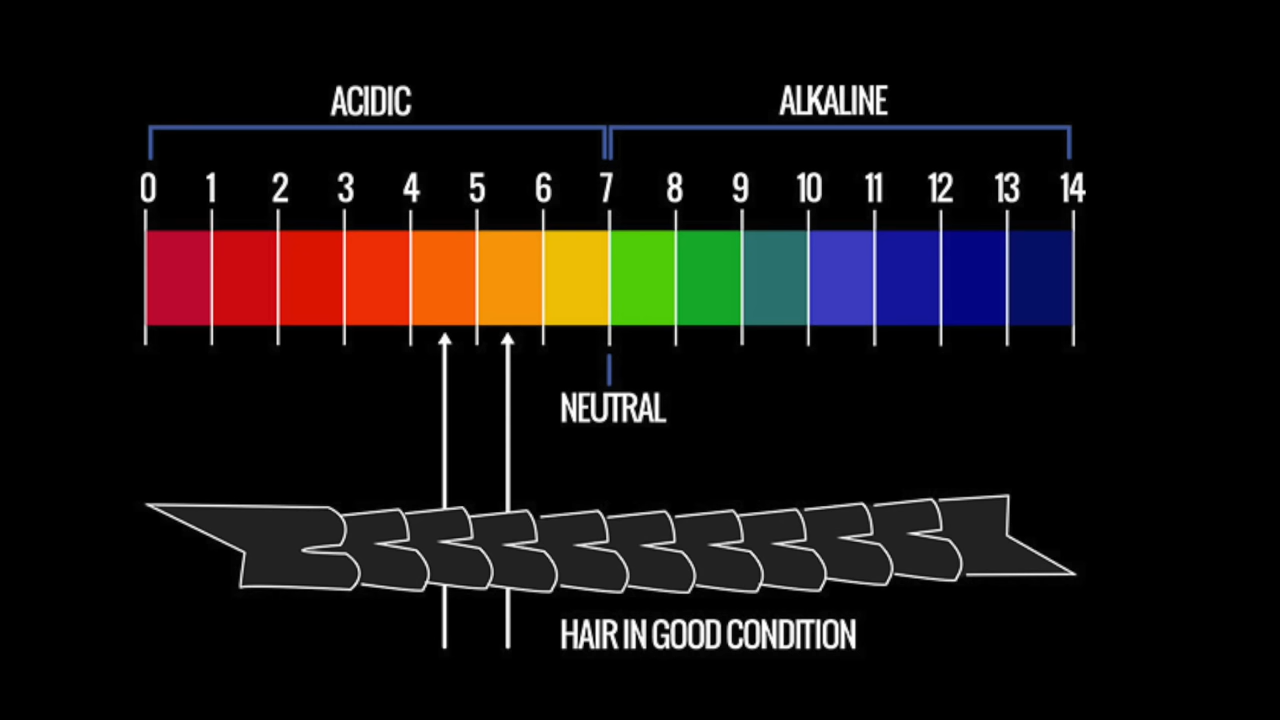 ACIDIC ALKALINE
0 1 2 3 4 5 6 7 8 9 10 11 12 13 14
NEUTRAL
HAIR IN GOOD CONDITION